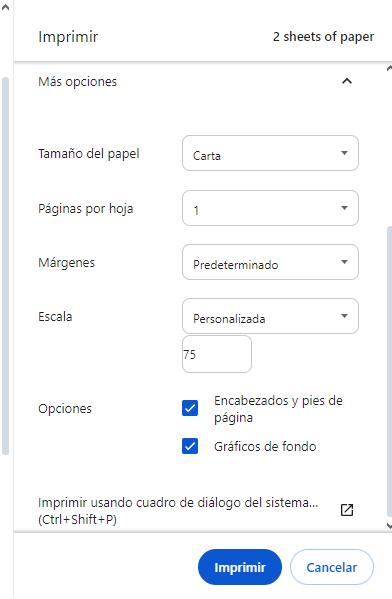 Imprimir
2 sheets of paper
Más opciones
Tamaño del papel
Carta
Páginas por hoja
1
Márgenes
Predeterminado
Escala
Personalizada
75
Opciones
Encabezados y pies de
página
Gráficos de fondo
Imprimir usando cuadro de diálogo del sistema...
(Ctrl+Shift+P)
Imprimir
Cancelar